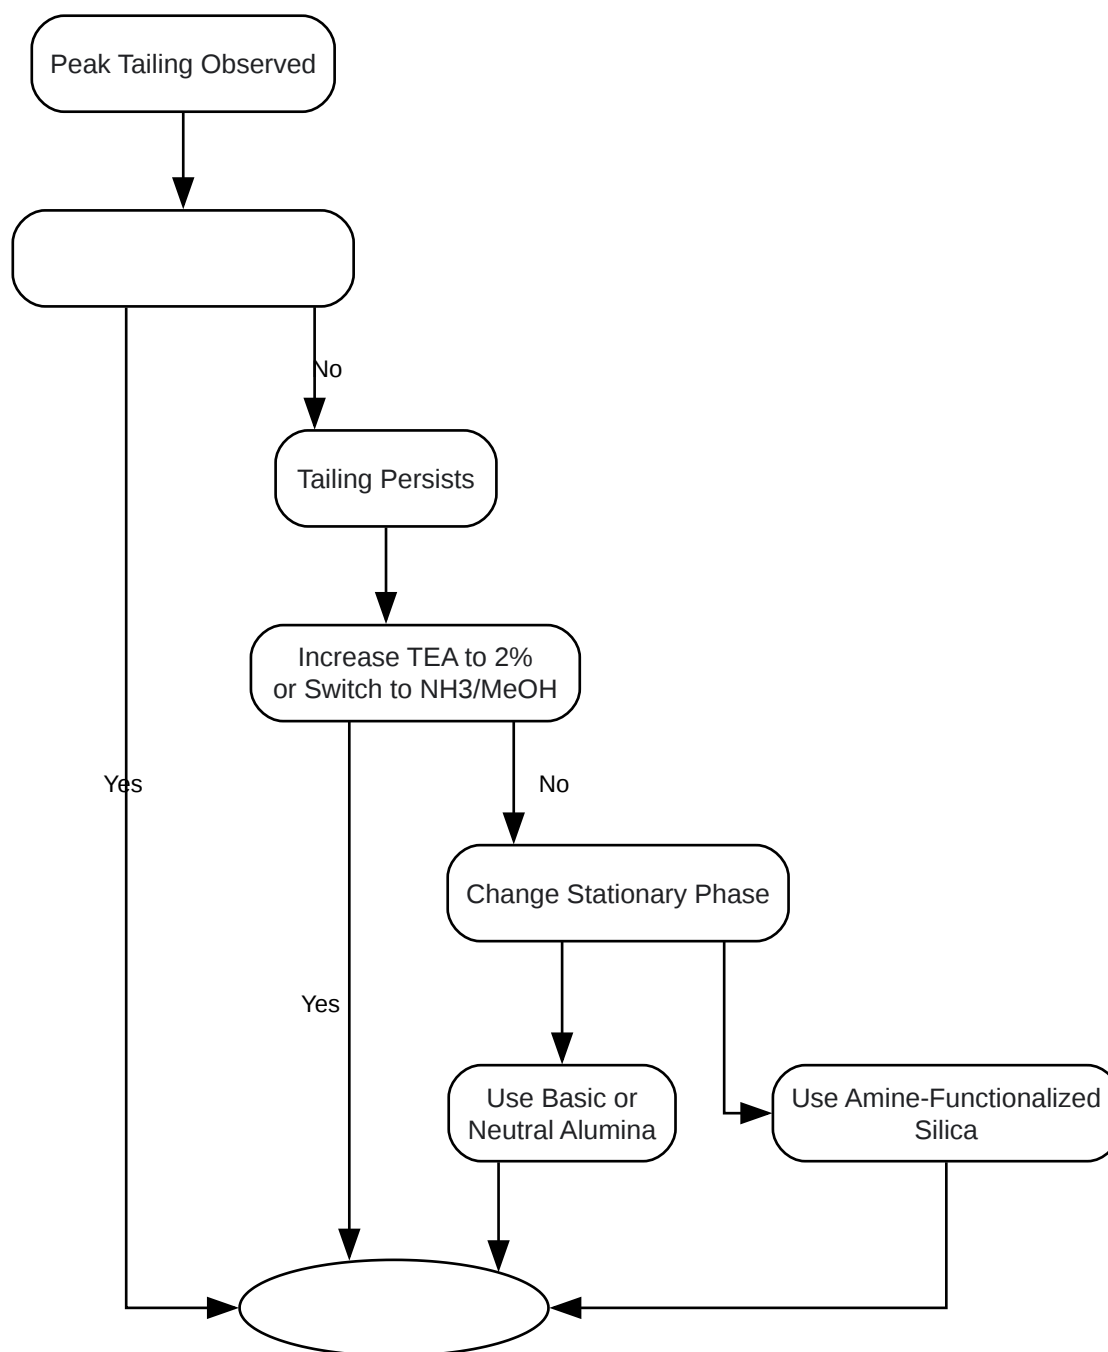 Peak Tailing Observed
No
Tailing Persists
Increase TEA to 2%
or Switch to NH3/MeOH
Yes
No
Change Stationary Phase
Yes
Use Basic or
Neutral Alumina
Use Amine-Functionalized
Silica